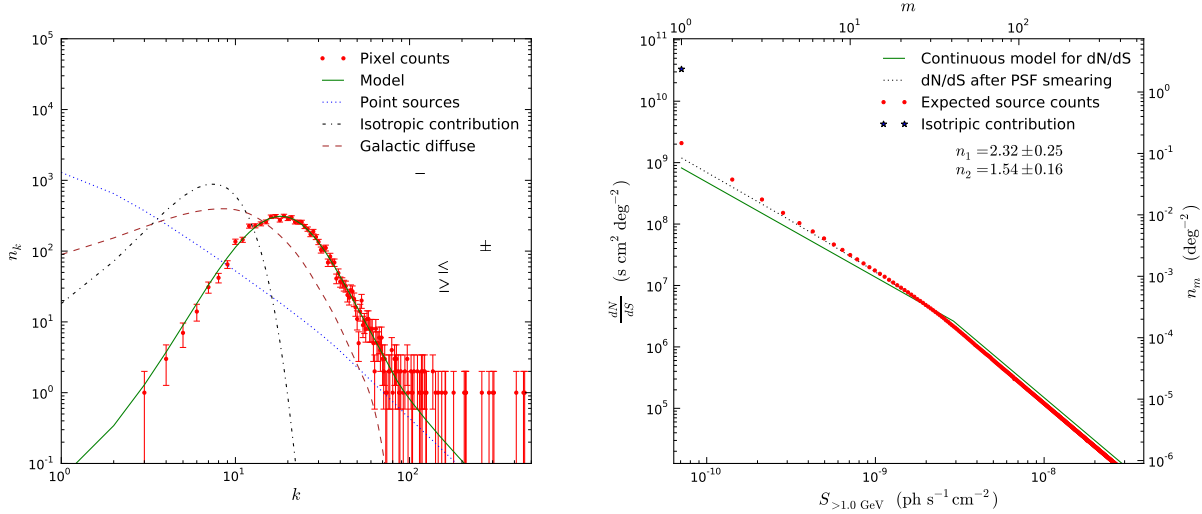 10^5
10^4
10^3
10^2
10^1
10^0
10^-1
n_k
Pixel counts
Model
Point sources
Isotropic contribution
Galactic diffuse
−
+
≤
≥
10^0
10^1
10^2
k
m
10^0
10^1
10^2
10^11
10^10
10^9
10^8
10^7
10^6
10^5
dN/dS (s cm^2 deg^-2)
Continuous model for dN/dS
dN/dS after PSF smearing
Expected source counts
Isotripic contribution
n_1 = 2.32 ± 0.25
n_2 = 1.54 ± 0.16
10^0
10^-1
10^-2
10^-3
10^-4
10^-5
10^-6
n_m (deg^-2)
10^-10
10^-9
10^-8
S_>1.0 GeV (ph s^-1 cm^-2)